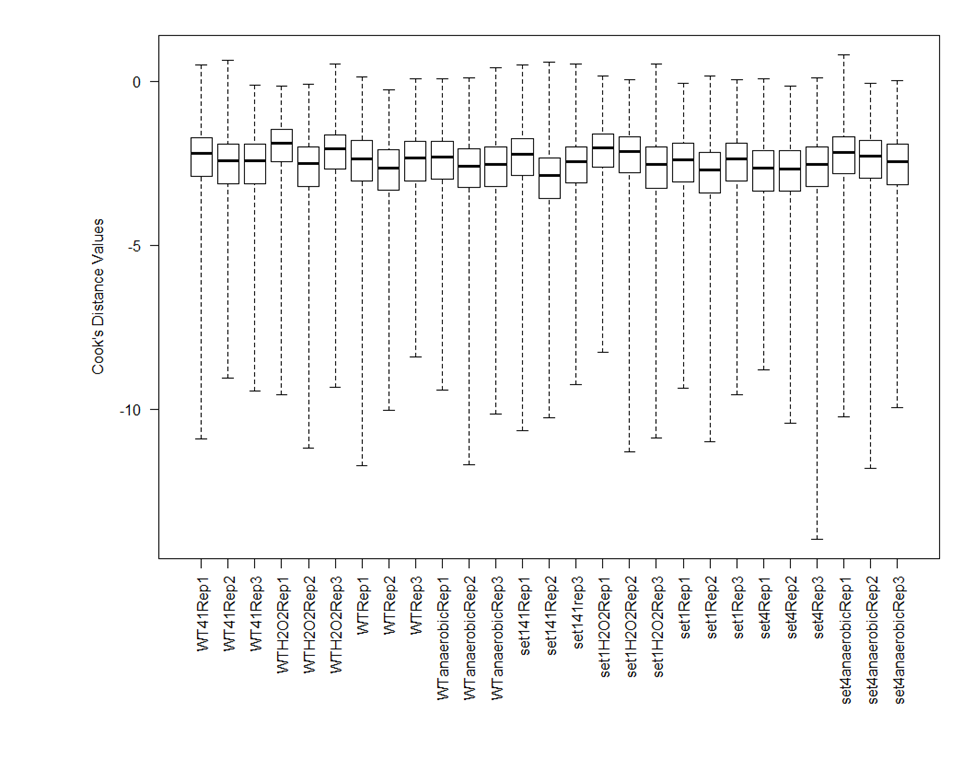 0
-5
-10
Cook's Distance Values
WT41Rep1
WT41Rep2
WT41Rep3
WTH2O2Rep1
WTH2O2Rep2
WTH2O2Rep3
WTRep1
WTRep2
WTRep3
WTanaerobicRep1
WTanaerobicRep2
WTanaerobicRep3
set141Rep1
set141Rep2
set141rep3
set1H2O2Rep1
set1H2O2Rep2
set1H2O2Rep3
set1Rep1
set1Rep2
set1Rep3
set4Rep1
set4Rep2
set4Rep3
set4anaerobicRep1
set4anaerobicRep2
set4anaerobicRep3